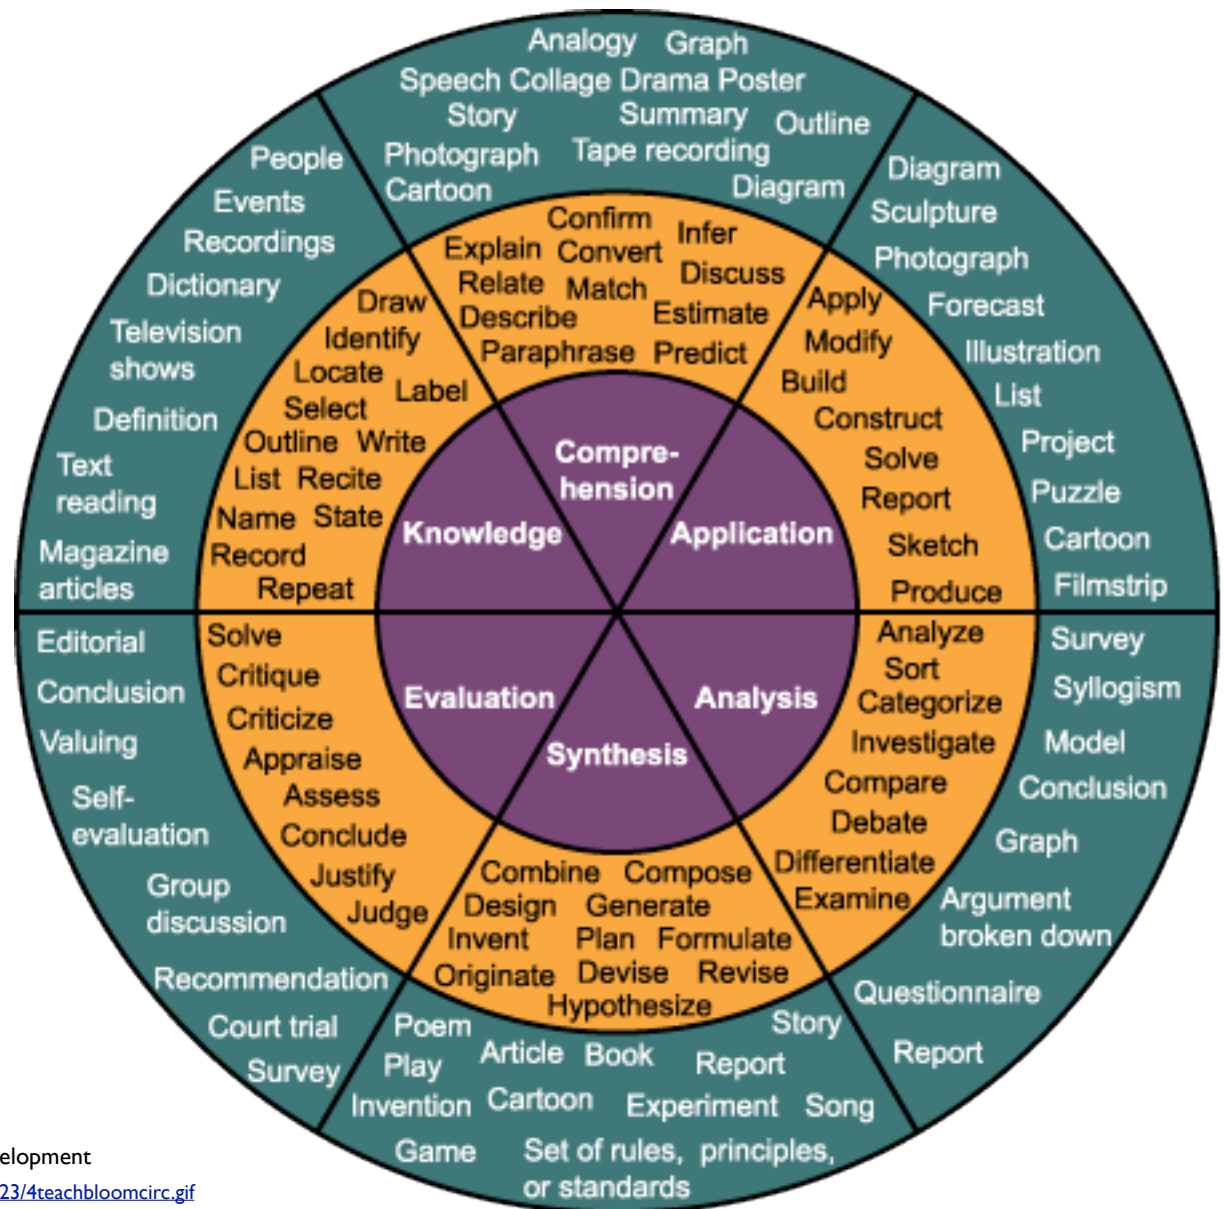 Analogy Graph
Speech Collage Drama Poster
Story Summary Outline
Photograph Tape recording
Cartoon Diagram
Confirm Infer
Explain Convert
Relate Match Discuss
Describe Estimate
Paraphrase Predict
Compre-
hension
Diagram
Sculpture
Photograph
Forecast
Illustration
List
Project
Puzzle
Cartoon
Filmstrip
Apply
Modify
Build
Construct
Solve
Report
Sketch
Produce
Application
Survey
Syllogism
Model
Conclusion
Graph
Argument
broken down
Questionnaire
Report
Analyze
Sort
Categorize
Investigate
Compare
Debate
Differentiate
Examine
Analysis
Synthesis
Combine Compose
Design Generate
Invent Plan Formulate
Originate Devise Revise
Hypothesize
Poem Story
Play Article Book Report
Invention Cartoon Experiment Song
Game Set of rules, principles,
or standards
Evaluation
Solve
Critique
Criticize
Appraise
Assess
Conclude
Justify
Judge
Editorial
Conclusion
Valuing
Self-
evaluation
Group
discussion
Recommendation
Court trial
Survey
Knowledge
Draw
Identify
Locate Label
Select
Outline Write
List Recite
Name State
Record
Repeat
People
Events
Recordings
Dictionary
Television
shows
Definition
Text
reading
Magazine
articles
elopment
23/4teachbloomcirc.gif